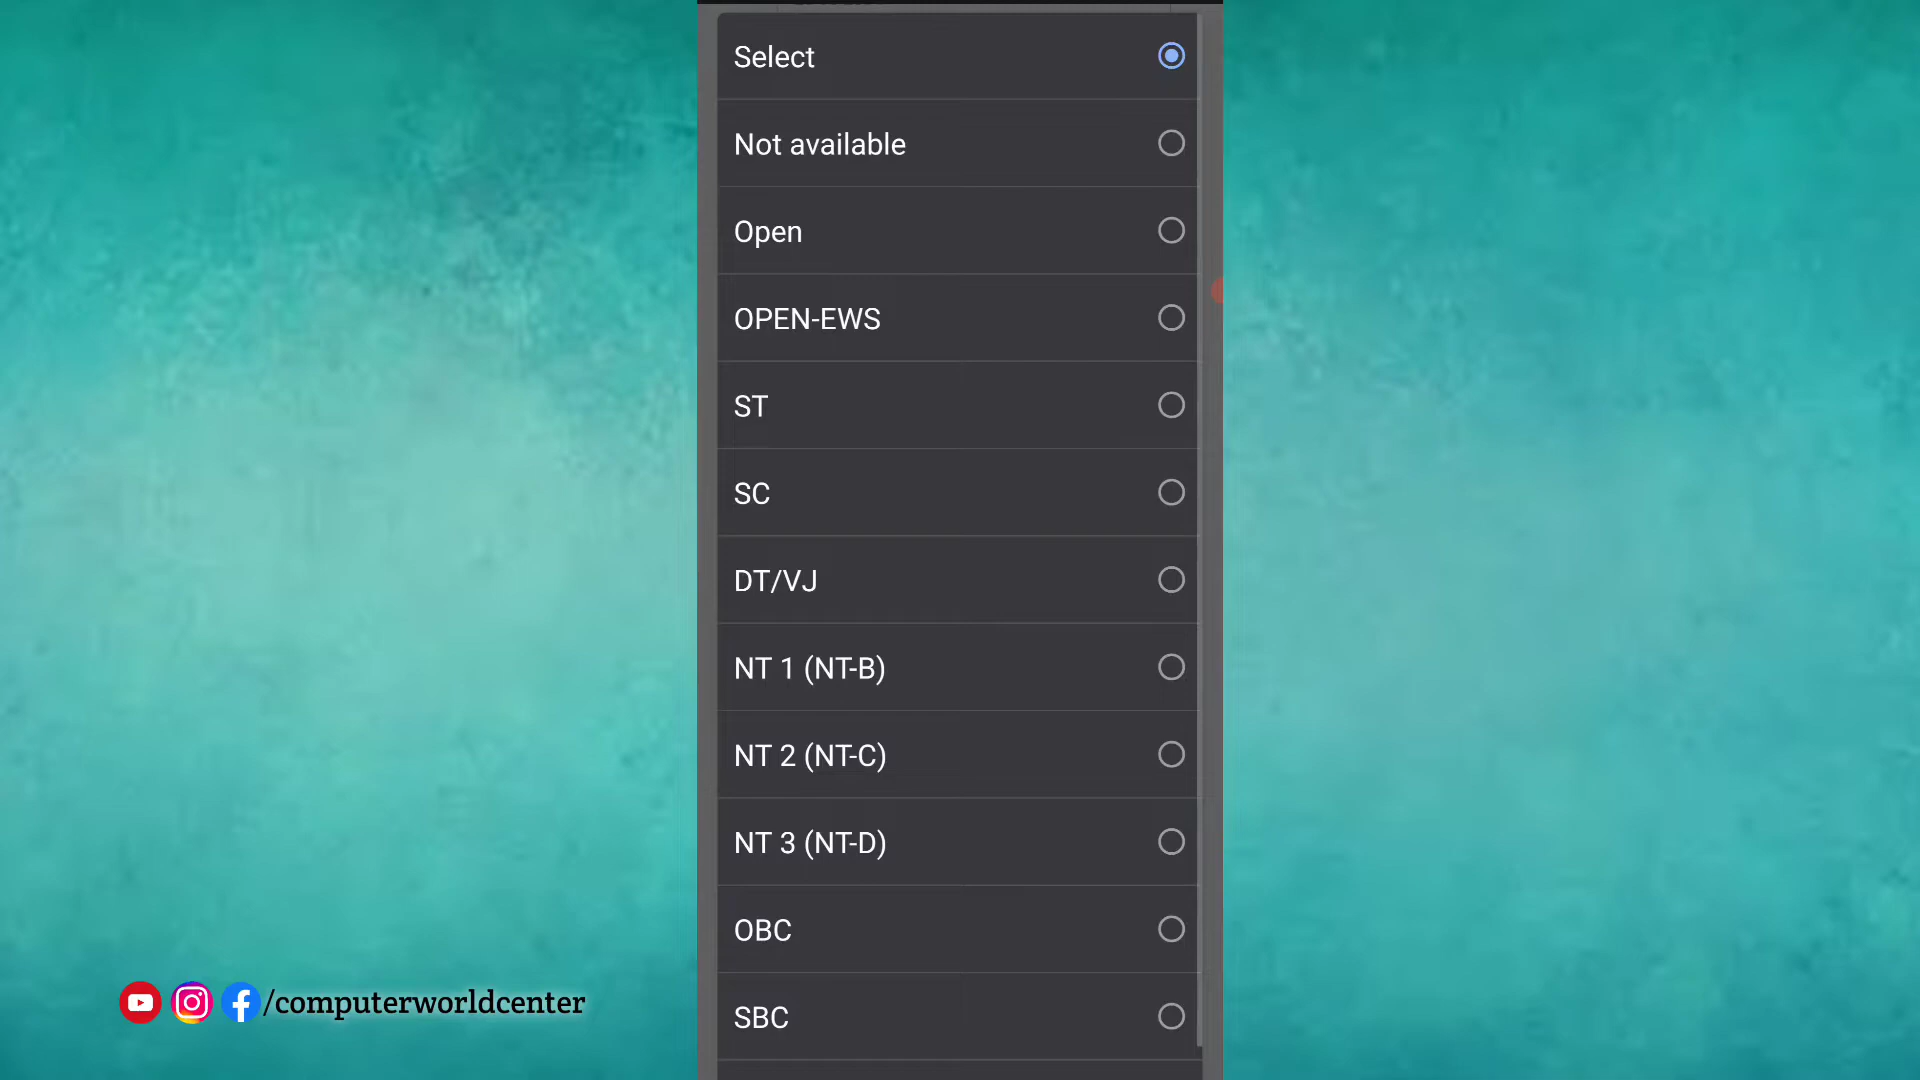 Select
Not available
Open
OPEN-EWS
ST
SC
DT/VJ
NT 1 (NT-B)
NT 2 (NT-C)
NT 3 (NT-D)
OBC
SBC
/computerworldcenter